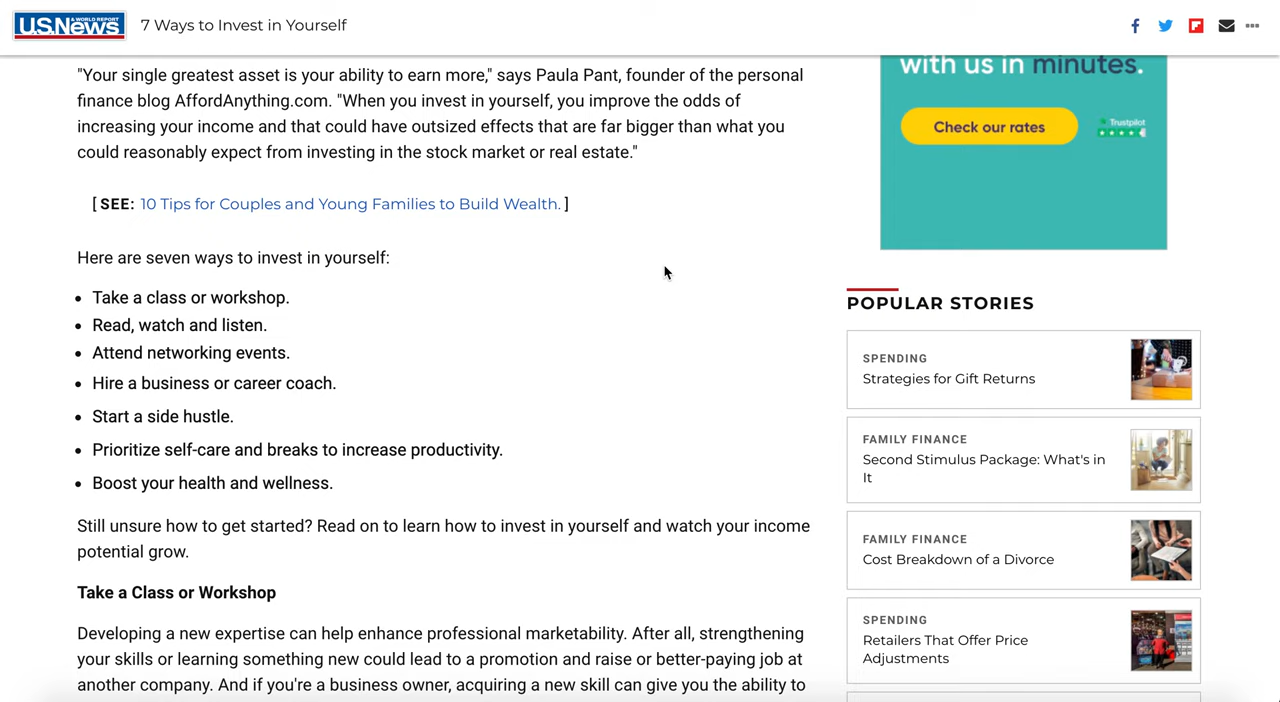 U.S. News & WORLD REPORT
7 Ways to Invest in Yourself
"Your single greatest asset is your ability to earn more," says Paula Pant, founder of the personal
finance blog AffordAnything.com. "When you invest in yourself, you improve the odds of
increasing your income and that could have outsized effects that are far bigger than what you
could reasonably expect from investing in the stock market or real estate."
[ SEE: 10 Tips for Couples and Young Families to Build Wealth. ]
Here are seven ways to invest in yourself:
• Take a class or workshop.
• Read, watch and listen.
• Attend networking events.
• Hire a business or career coach.
• Start a side hustle.
• Prioritize self-care and breaks to increase productivity.
• Boost your health and wellness.
Still unsure how to get started? Read on to learn how to invest in yourself and watch your income
potential grow.
Take a Class or Workshop
Developing a new expertise can help enhance professional marketability. After all, strengthening
your skills or learning something new could lead to a promotion and raise or better-paying job at
another company. And if you're a business owner, acquiring a new skill can give you the ability to
with us in minutes.
Check our rates
Trustpilot
POPULAR STORIES
SPENDING
Strategies for Gift Returns
FAMILY FINANCE
Second Stimulus Package: What's in
It
FAMILY FINANCE
Cost Breakdown of a Divorce
SPENDING
Retailers That Offer Price
Adjustments